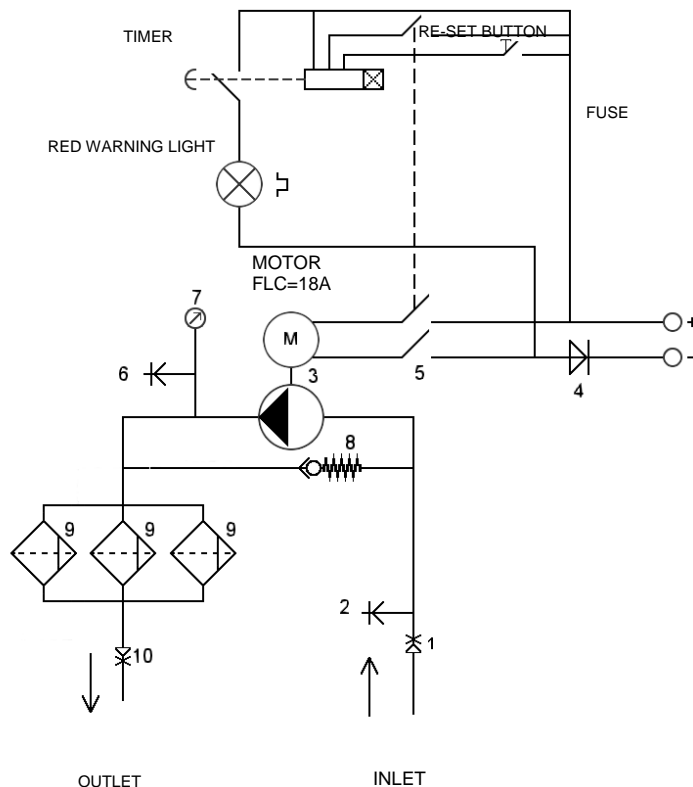 TIMER
RE-SET BUTTON
FUSE
RED WARNING LIGHT
MOTOR
FLC=18A
7
M
+
-
6
3
5
4
8
9
9
9
2
1
10
OUTLET
INLET